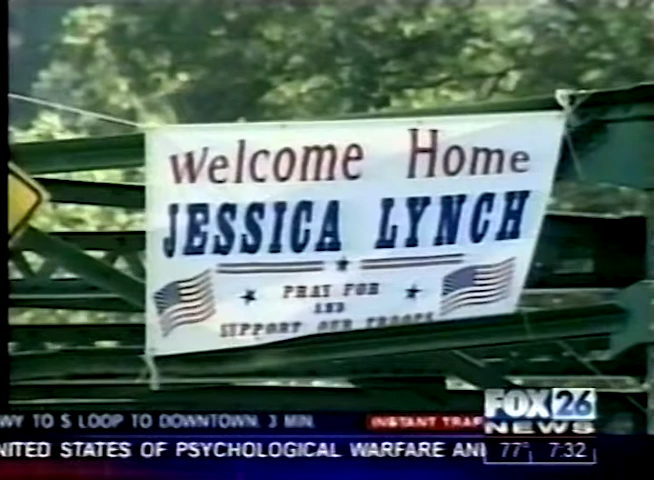 Welcome Home
JESSICA LYNCH
PRAY FOR
AND
SUPPORT OUR TROOPS
WY TO S LOOP TO DOWNTOWN 3 MIN. INSTANT TRAF
FOX 26
NEWS
NITED STATES OF PSYCHOLOGICAL WARFARE AN
77° 7:32